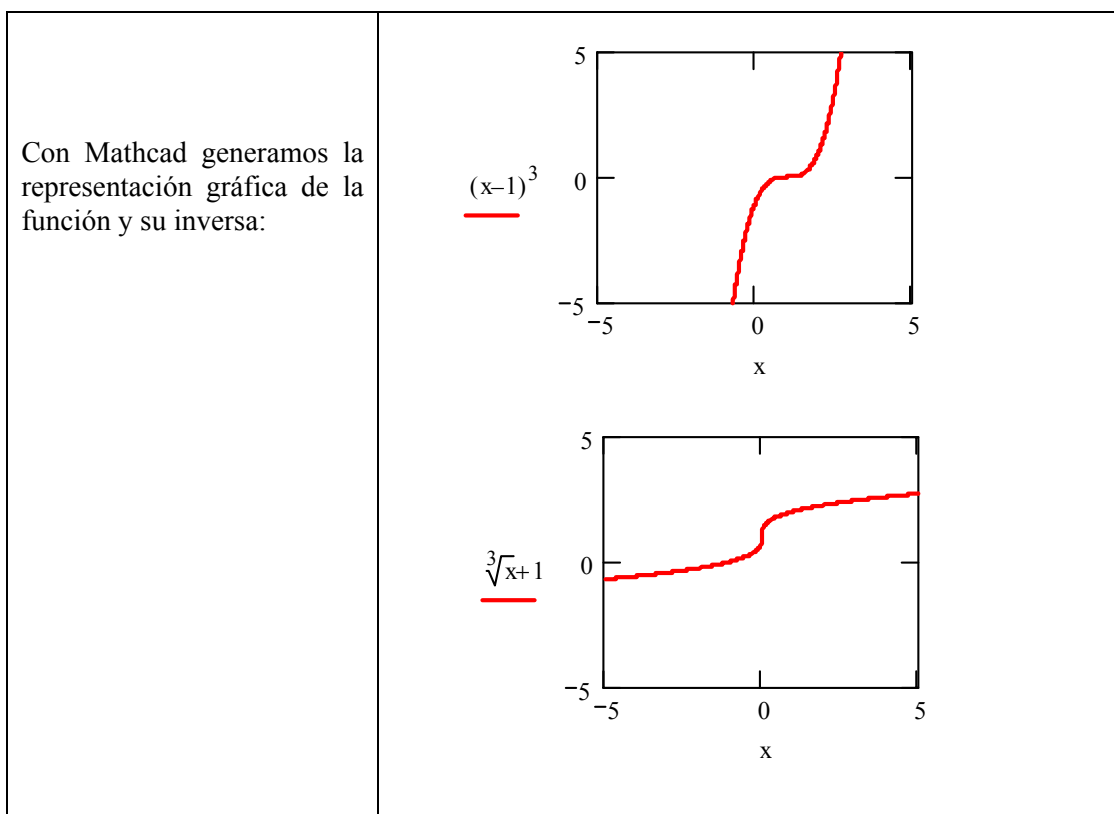 Con Mathcad generamos la
representación gráfica de la
función y su inversa:
5
(x–1)³
0
−5
−5 0 5
x
5
∛x+1
0
−5
−5 0 5
x